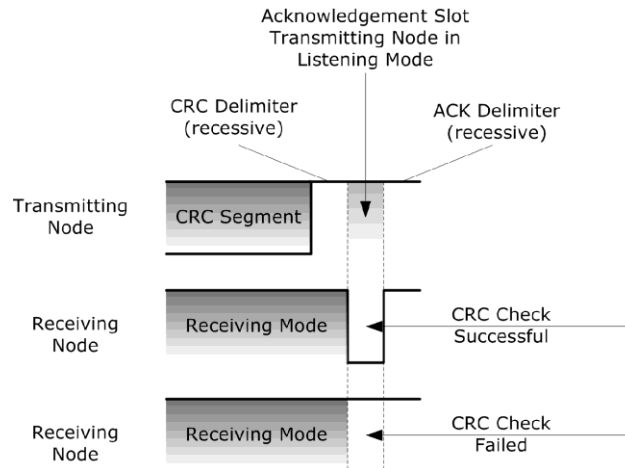 Acknowledgement Slot
Transmitting Node in
Listening Mode
CRC Delimiter
(recessive)
ACK Delimiter
(recessive)
Transmitting
Node
CRC Segment
Receiving
Node
Receiving Mode
CRC Check
Successful
Receiving
Node
Receiving Mode
CRC Check
Failed